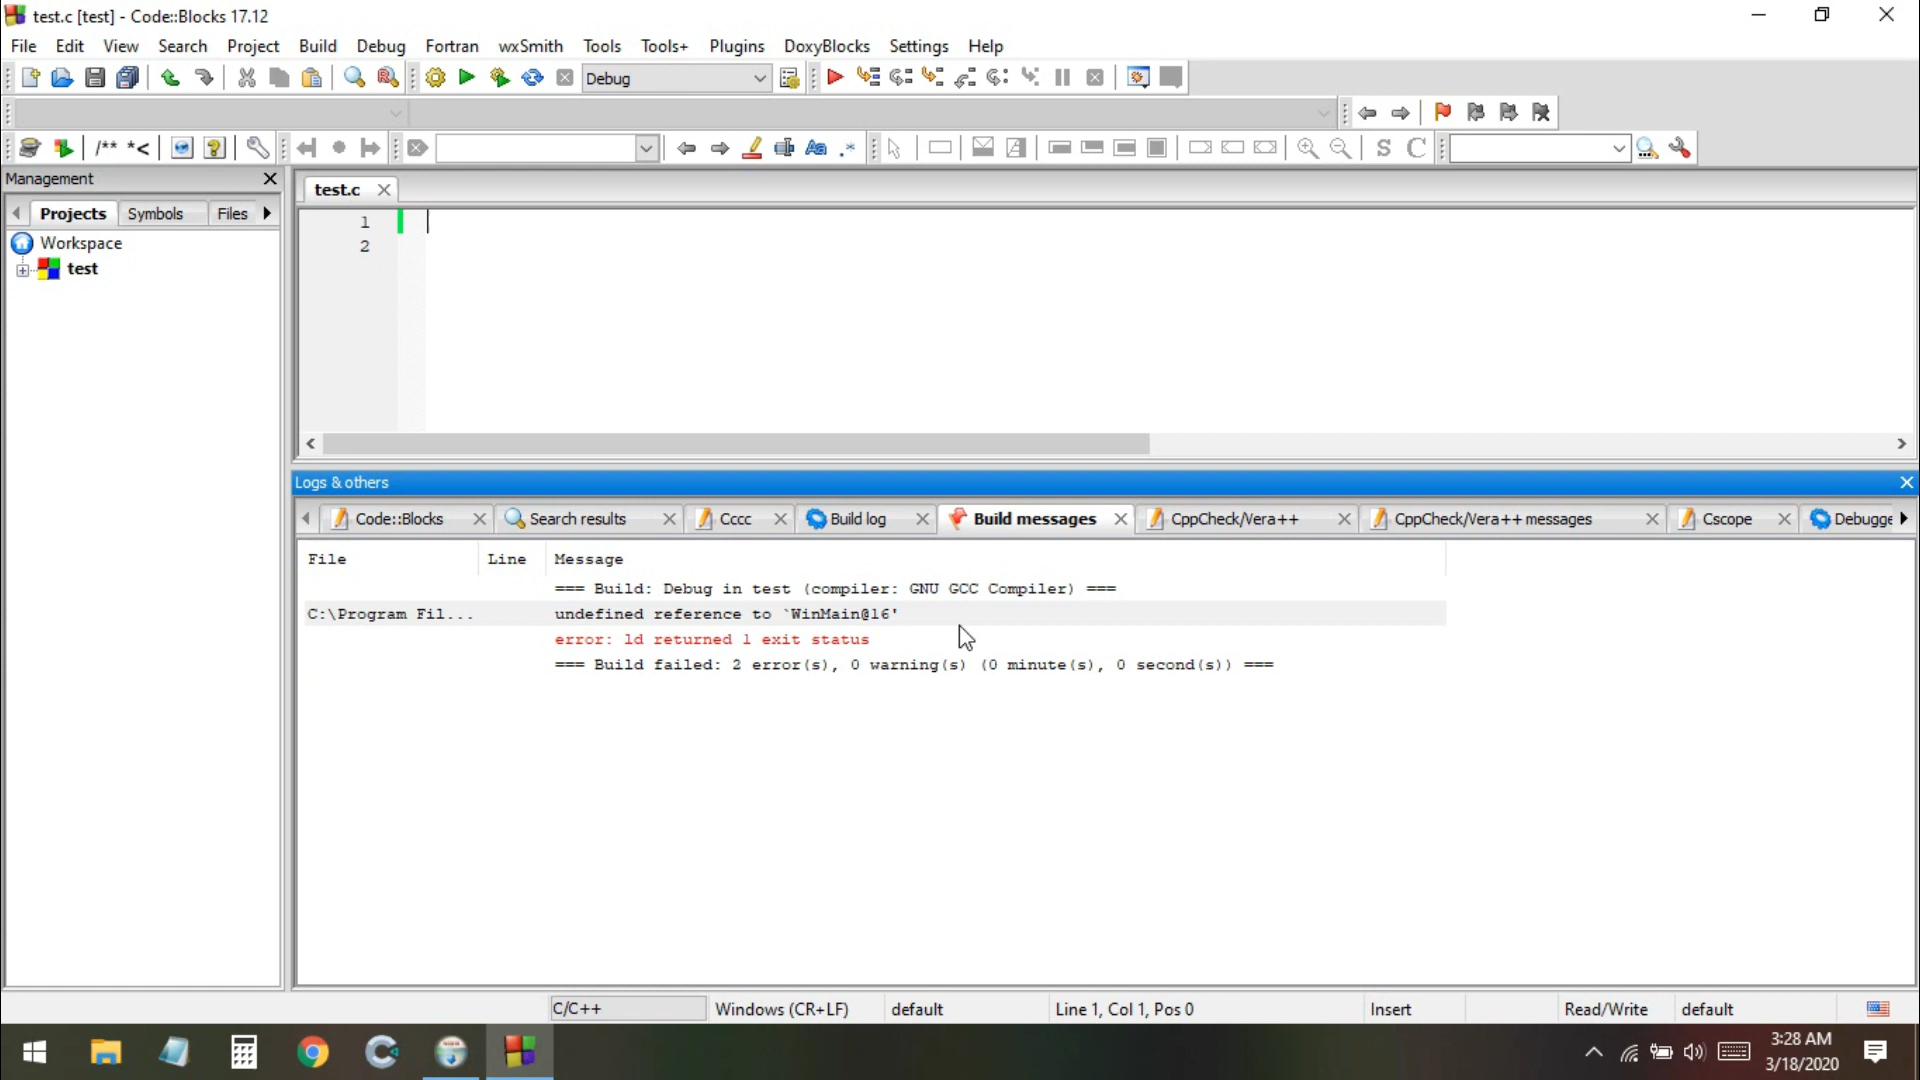 test.c [test] - Code::Blocks 17.12
File Edit View Search Project Build Debug Fortran wxSmith Tools Tools+ Plugins DoxyBlocks Settings Help
Debug
/** *<
S C
Management
test.c
Projects Symbols Files
1
Workspace
2
test
Logs & others
Code::Blocks Search results Cccc Build log Build messages CppCheck/Vera++ CppCheck/Vera++ messages Cscope Debugge
File Line Message
=== Build: Debug in test (compiler: GNU GCC Compiler) ===
C:\Program Fil... undefined reference to `WinMain@16'
error: ld returned 1 exit status
=== Build failed: 2 error(s), 0 warning(s) (0 minute(s), 0 second(s)) ===
C/C++ Windows (CR+LF) default Line 1, Col 1, Pos 0 Insert Read/Write default
3:28 AM
3/18/2020